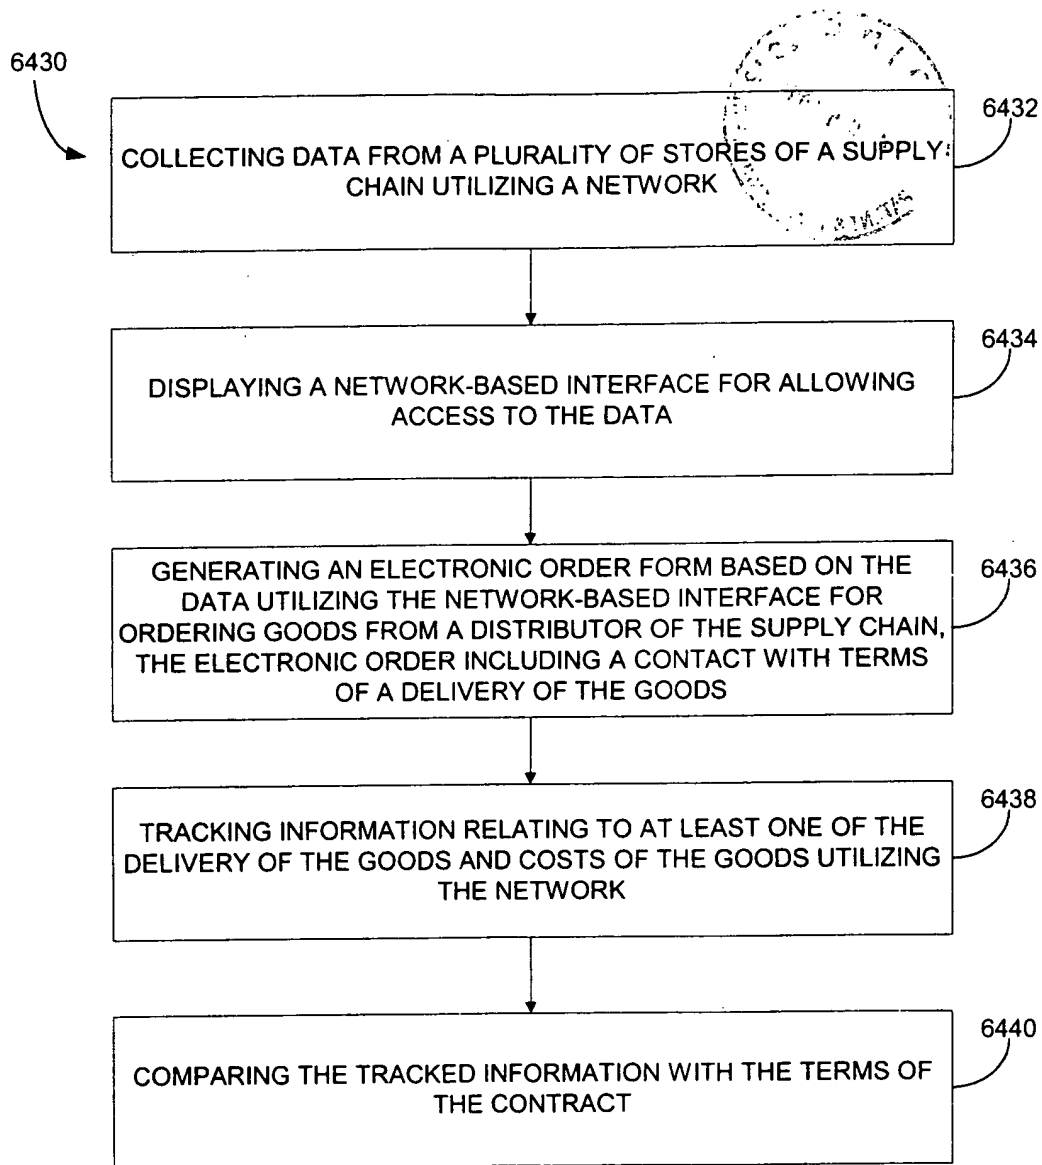 6430
6432
COLLECTING DATA FROM A PLURALITY OF STORES OF A SUPPLY
CHAIN UTILIZING A NETWORK
6434
DISPLAYING A NETWORK-BASED INTERFACE FOR ALLOWING
ACCESS TO THE DATA
6436
GENERATING AN ELECTRONIC ORDER FORM BASED ON THE
DATA UTILIZING THE NETWORK-BASED INTERFACE FOR
ORDERING GOODS FROM A DISTRIBUTOR OF THE SUPPLY CHAIN,
THE ELECTRONIC ORDER INCLUDING A CONTACT WITH TERMS
OF A DELIVERY OF THE GOODS
6438
TRACKING INFORMATION RELATING TO AT LEAST ONE OF THE
DELIVERY OF THE GOODS AND COSTS OF THE GOODS UTILIZING
THE NETWORK
6440
COMPARING THE TRACKED INFORMATION WITH THE TERMS OF
THE CONTRACT